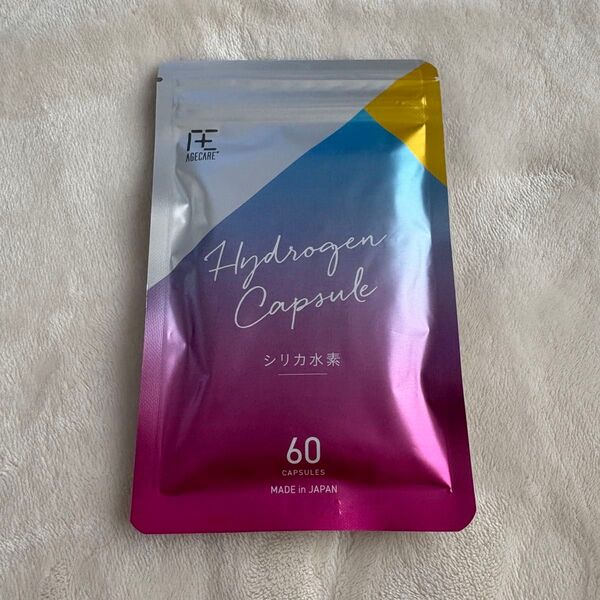 AGECARE+
Hydrogen
Capsule
シリカ水素
60
CAPSULES
MADE in JAPAN